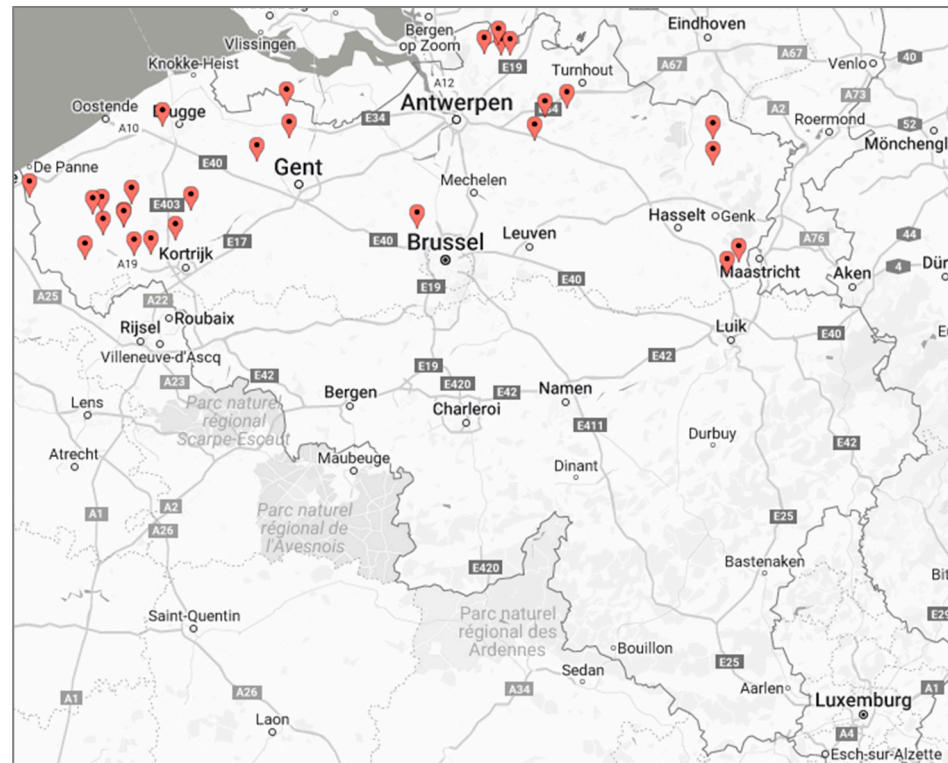 Bergen
op Zoom
Eindhoven
Vlissingen
Knokke-Heist
A67
A67
Venlo
40
E19
Turnhout
A12
A73
Oostende
Brugge
Antwerpen
E34
A2
Roermond
A10
E34
52
Mönchengl
E40
De Panne
Gent
Mechelen
E403
Hasselt
Genk
E17
E40
Brussel
Leuven
A76
44
Kortrijk
A19
Maastricht
Aken
4
Dür
E19
E40
A25
A22
Roubaix
Rijsel
Luik
E40
Villeneuve-d'Ascq
E42
E19
E42
A23
E420
E42
Namen
Lens
Bergen
Charleroi
Parc naturel
régional
Scarpe-Escaut
E411
Durbuy
E42
Atrecht
Maubeuge
Dinant
Parc naturel
régional de
l'Avesnois
A1
A2
A26
E25
E420
Bastenaken
Bit
Saint-Quentin
Parc naturel
régional des
Ardennes
E29
Bouillon
Sedan
E25
A1
A26
A34
Aarlen
A1
Luxemburg
Laon
A4
Esch-sur-Alzette